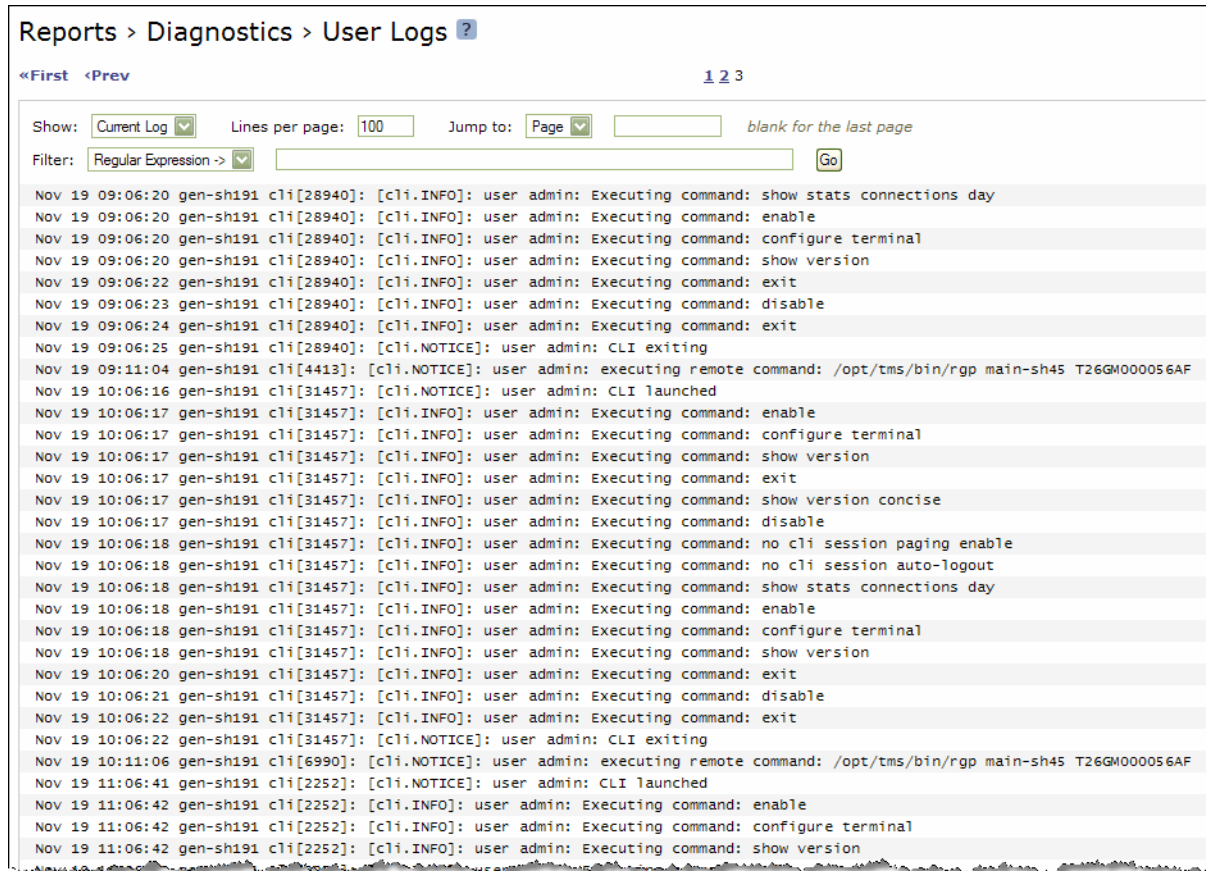 Reports › Diagnostics › User Logs ?
«First ‹Prev 1 2 3
Show: Current Log Lines per page: 100 Jump to: Page blank for the last page
Filter: Regular Expression -> Go
Nov 19 09:06:20 gen-sh191 cli[28940]: [cli.INFO]: user admin: Executing command: show stats connections day
Nov 19 09:06:20 gen-sh191 cli[28940]: [cli.INFO]: user admin: Executing command: enable
Nov 19 09:06:20 gen-sh191 cli[28940]: [cli.INFO]: user admin: Executing command: configure terminal
Nov 19 09:06:20 gen-sh191 cli[28940]: [cli.INFO]: user admin: Executing command: show version
Nov 19 09:06:22 gen-sh191 cli[28940]: [cli.INFO]: user admin: Executing command: exit
Nov 19 09:06:23 gen-sh191 cli[28940]: [cli.INFO]: user admin: Executing command: disable
Nov 19 09:06:24 gen-sh191 cli[28940]: [cli.INFO]: user admin: Executing command: exit
Nov 19 09:06:25 gen-sh191 cli[28940]: [cli.NOTICE]: user admin: CLI exiting
Nov 19 09:11:04 gen-sh191 cli[4413]: [cli.NOTICE]: user admin: executing remote command: /opt/tms/bin/rgp main-sh45 T26GM000056AF
Nov 19 10:06:16 gen-sh191 cli[31457]: [cli.NOTICE]: user admin: CLI launched
Nov 19 10:06:17 gen-sh191 cli[31457]: [cli.INFO]: user admin: Executing command: enable
Nov 19 10:06:17 gen-sh191 cli[31457]: [cli.INFO]: user admin: Executing command: configure terminal
Nov 19 10:06:17 gen-sh191 cli[31457]: [cli.INFO]: user admin: Executing command: show version
Nov 19 10:06:17 gen-sh191 cli[31457]: [cli.INFO]: user admin: Executing command: exit
Nov 19 10:06:17 gen-sh191 cli[31457]: [cli.INFO]: user admin: Executing command: show version concise
Nov 19 10:06:17 gen-sh191 cli[31457]: [cli.INFO]: user admin: Executing command: disable
Nov 19 10:06:18 gen-sh191 cli[31457]: [cli.INFO]: user admin: Executing command: no cli session paging enable
Nov 19 10:06:18 gen-sh191 cli[31457]: [cli.INFO]: user admin: Executing command: no cli session auto-logout
Nov 19 10:06:18 gen-sh191 cli[31457]: [cli.INFO]: user admin: Executing command: show stats connections day
Nov 19 10:06:18 gen-sh191 cli[31457]: [cli.INFO]: user admin: Executing command: enable
Nov 19 10:06:18 gen-sh191 cli[31457]: [cli.INFO]: user admin: Executing command: configure terminal
Nov 19 10:06:18 gen-sh191 cli[31457]: [cli.INFO]: user admin: Executing command: show version
Nov 19 10:06:20 gen-sh191 cli[31457]: [cli.INFO]: user admin: Executing command: exit
Nov 19 10:06:21 gen-sh191 cli[31457]: [cli.INFO]: user admin: Executing command: disable
Nov 19 10:06:22 gen-sh191 cli[31457]: [cli.INFO]: user admin: Executing command: exit
Nov 19 10:06:22 gen-sh191 cli[31457]: [cli.NOTICE]: user admin: CLI exiting
Nov 19 10:11:06 gen-sh191 cli[6990]: [cli.NOTICE]: user admin: executing remote command: /opt/tms/bin/rgp main-sh45 T26GM000056AF
Nov 19 11:06:41 gen-sh191 cli[2252]: [cli.NOTICE]: user admin: CLI launched
Nov 19 11:06:42 gen-sh191 cli[2252]: [cli.INFO]: user admin: Executing command: enable
Nov 19 11:06:42 gen-sh191 cli[2252]: [cli.INFO]: user admin: Executing command: configure terminal
Nov 19 11:06:42 gen-sh191 cli[2252]: [cli.INFO]: user admin: Executing command: show version